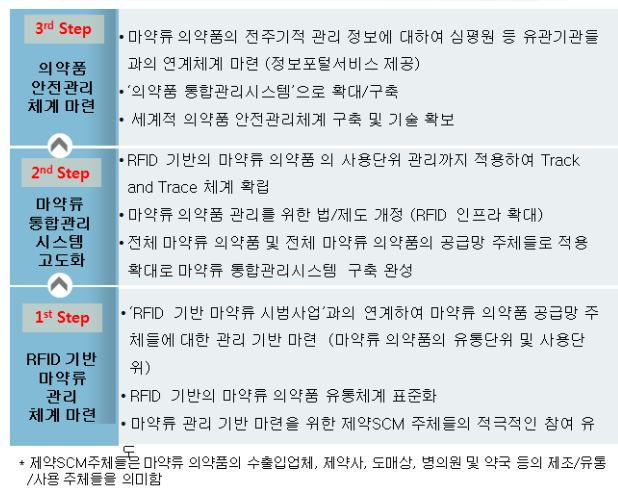 3rd Step
의약품
안전관리
체계 마련
• 마약류 의약품의 전주기적 관리 정보에 대하여 심평원 등 유관기관들
과의 연계체계 마련 (정보포털서비스 제공)
• ‘의약품 통합관리시스템’으로 확대/구축
• 세계적 의약품 안전관리체계 구축 및 기술 확보
2nd Step
마약류
통합관리
시스템
고도화
• RFID 기반의 마약류 의약품 의 사용단위 관리까지 적용하여 Track
and Trace 체계 확립
• 마약류 의약품 관리를 위한 법/제도 개정 (RFID 인프라 확대)
• 전체 마약류 의약품 및 전체 마약류 의약품의 공급망 주체들로 적용
확대로 마약류 통합관리시스템 구축 완성
1st Step
RFID 기반
마약류
관리
체계 마련
• ‘RFID 기반 마약류 시범사업’과의 연계하여 마약류 의약품 공급망 주
체들에 대한 관리 기반 마련 (마약류 의약품의 유통단위 및 사용단
위)
• RFID 기반의 마약류 의약품 유통체계 표준화
• 마약류 관리 기반 마련을 위한 제약SCM 주체들의 적극적인 참여 유
도
* 제약SCM주체들은 마약류 의약품의 수출입업체, 제약사, 도매상, 병의원 및 약국 등의 제조/유통
/사용 주체들을 의미함